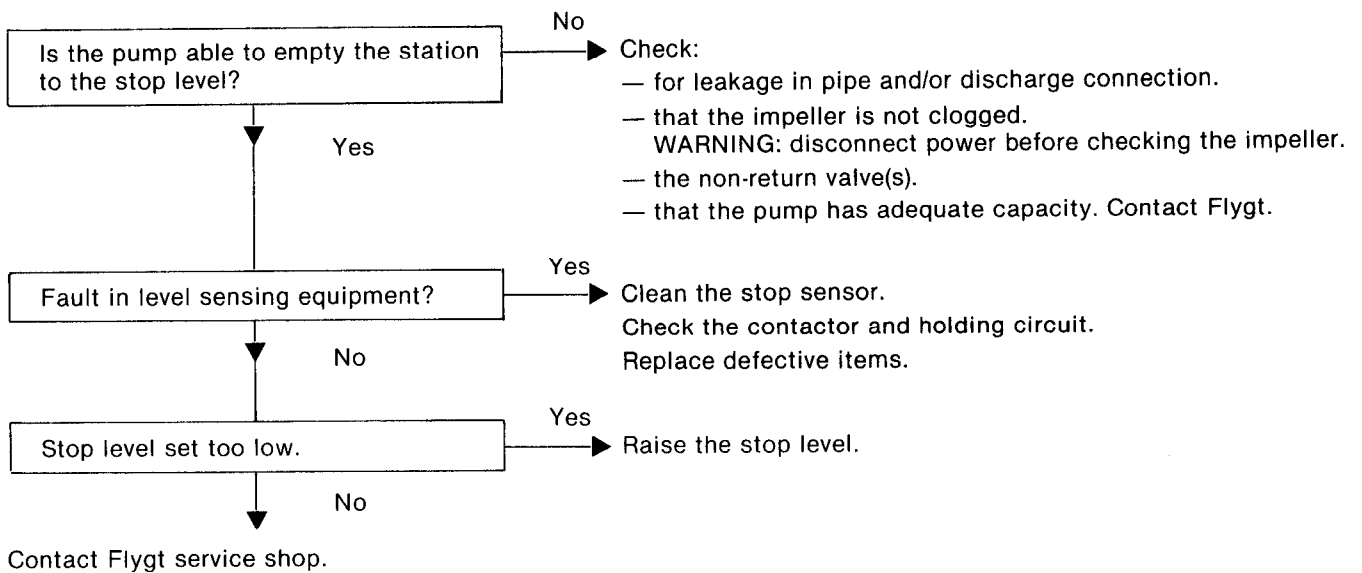 No
Is the pump able to empty the station
to the stop level?
Check:
— for leakage in pipe and/or discharge connection.
— that the impeller is not clogged.
WARNING: disconnect power before checking the impeller.
— the non-return valve(s).
— that the pump has adequate capacity. Contact Flygt.
Yes
Yes
Fault in level sensing equipment?
Clean the stop sensor.
Check the contactor and holding circuit.
Replace defective items.
No
Yes
Stop level set too low.
Raise the stop level.
No
Contact Flygt service shop.